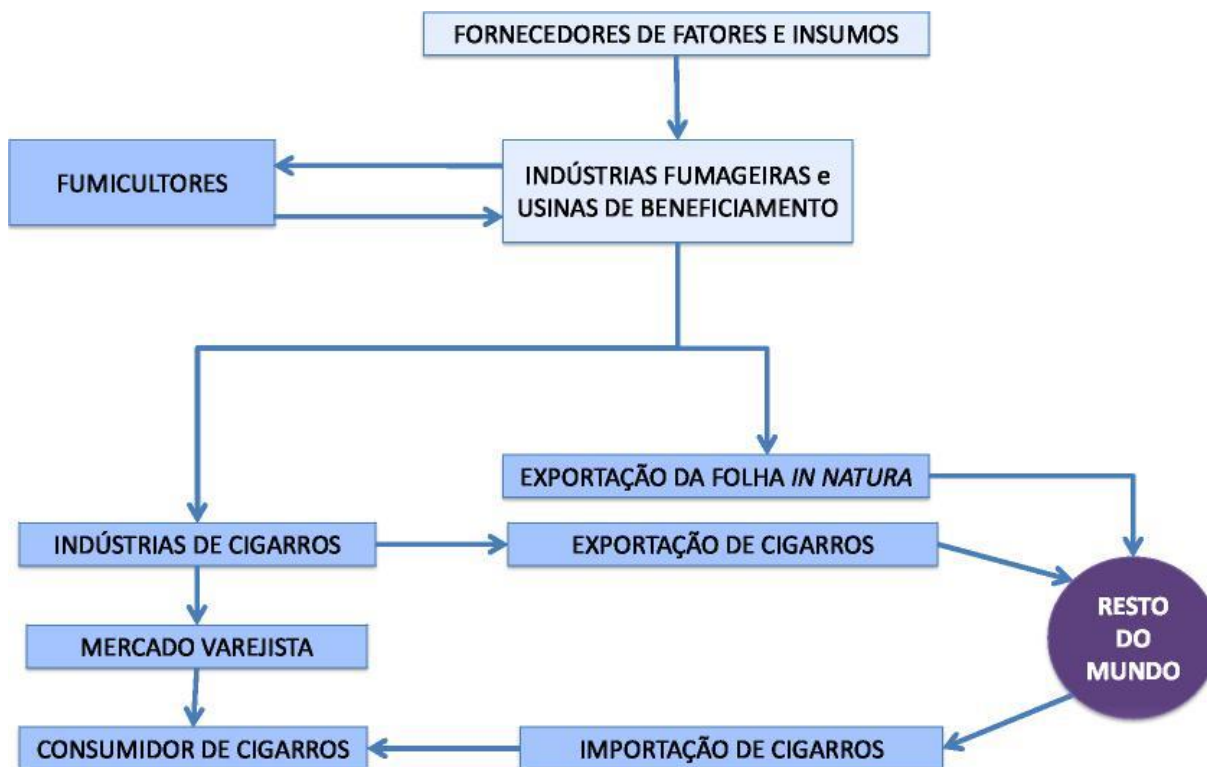 FORNECEDORES DE FATORES E INSUMOS
FUMICULTORES
INDÚSTRIAS FUMAGEIRAS e
USINAS DE BENEFICIAMENTO
EXPORTAÇÃO DA FOLHA IN NATURA
INDÚSTRIAS DE CIGARROS
EXPORTAÇÃO DE CIGARROS
RESTO
DO
MUNDO
MERCADO VAREJISTA
CONSUMIDOR DE CIGARROS
IMPORTAÇÃO DE CIGARROS